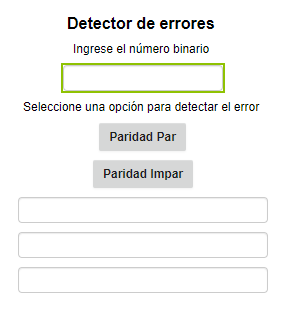 Detector de errores
Ingrese el número binario
Seleccione una opción para detectar el error
Paridad Par
Paridad Impar